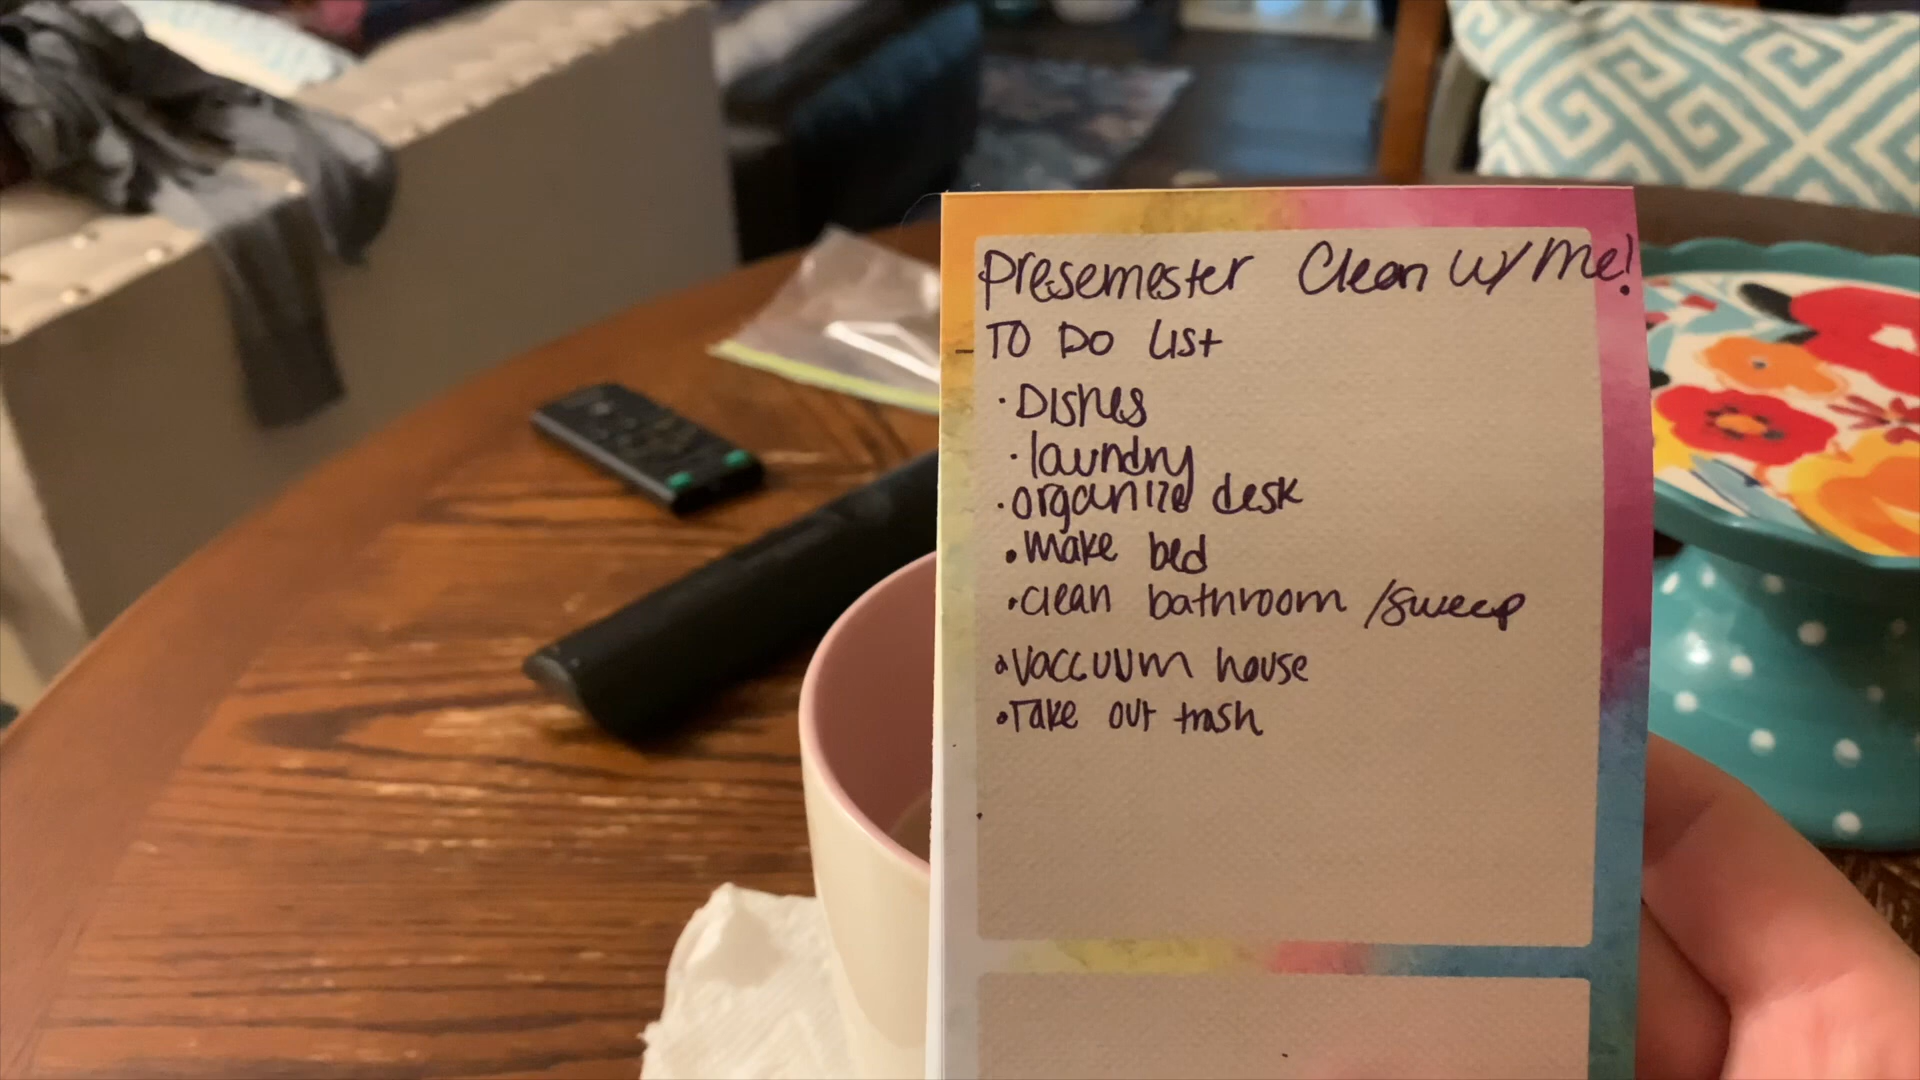 Presemester Clean w/ Me!
- TO DO List
· Dishes
· laundry
· organize desk
· Make bed
· clean bathroom /sweep
· Vaccuum house
· Take out trash